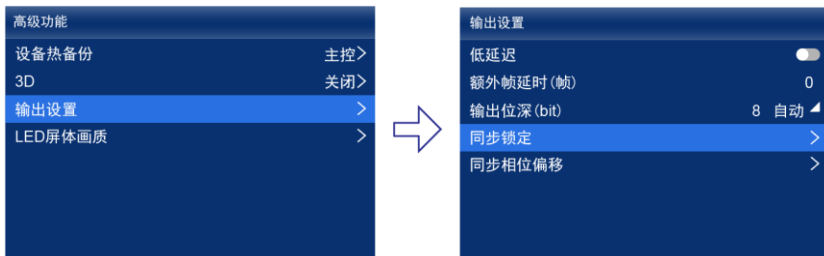 高级功能
设备热备份 主控>
3D 关闭>
输出设置 >
LED屏体画质 >
输出设置
低延迟
额外帧延时(帧) 0
输出位深(bit) 8 自动
同步锁定 >
同步相位偏移 >